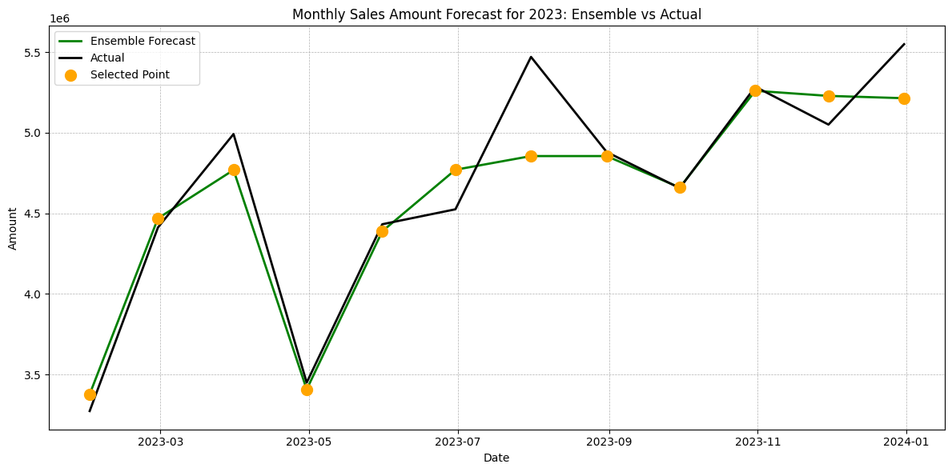 Monthly Sales Amount Forecast for 2023: Ensemble vs Actual
1e6
Ensemble Forecast
Actual
Selected Point
5.5
5.0
4.5
4.0
3.5
Amount
2023-03 2023-05 2023-07 2023-09 2023-11 2024-01
Date